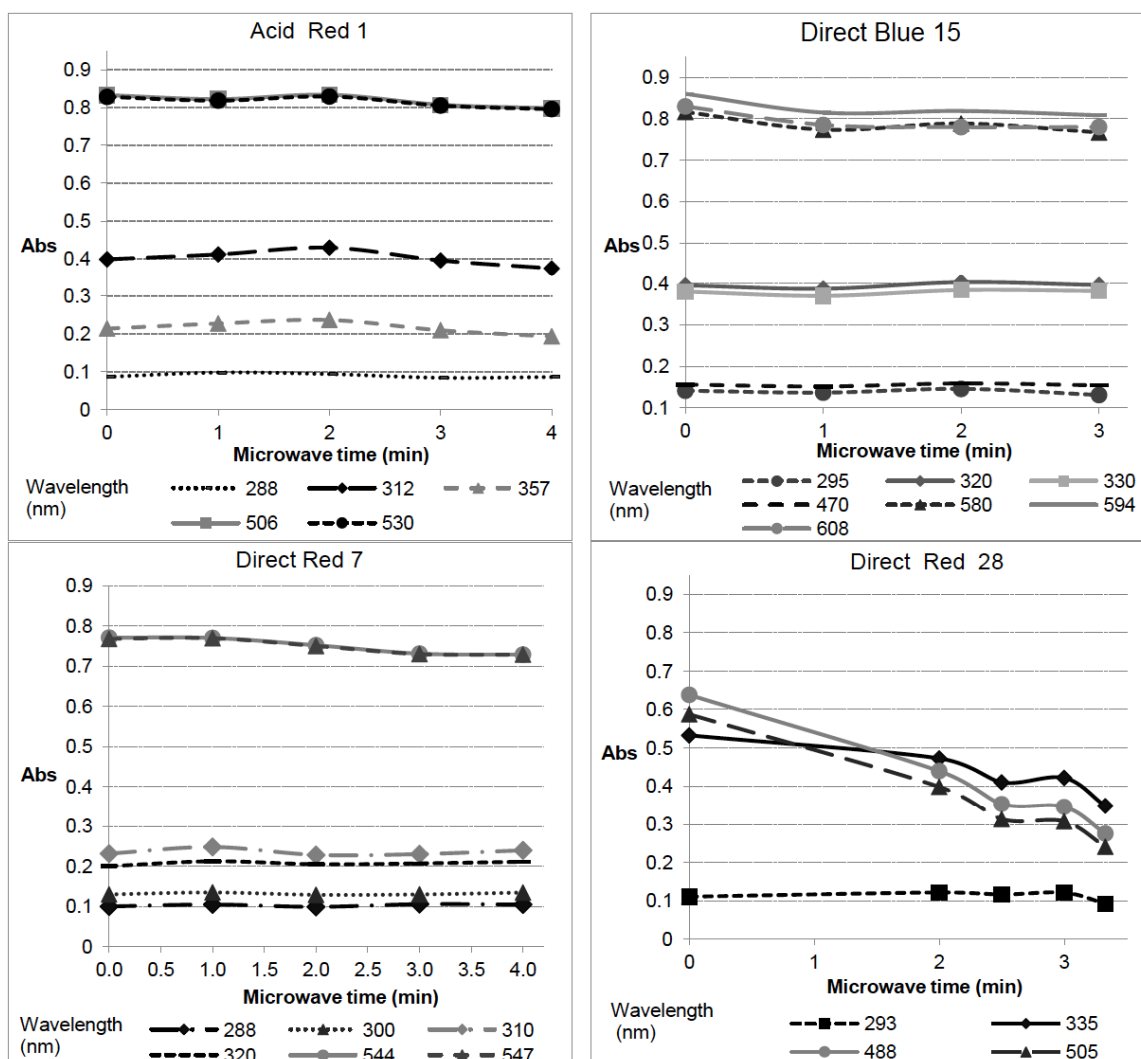 Acid Red 1
0.9
0.8
0.7
0.6
0.5
Abs
0.4
0.3
0.2
0.1
0
0 1 2 3 4
Microwave time (min)
Wavelength (nm)
288 312 357
506 530
Direct Blue 15
0.9
0.8
0.7
0.6
0.5
Abs
0.4
0.3
0.2
0.1
0 1 2 3
Microwave time (min)
Wavelength (nm)
295 320 330
470 580 594
608
Direct Red 7
0.9
0.8
0.7
0.6
0.5
Abs
0.4
0.3
0.2
0.1
0
0.0 0.5 1.0 1.5 2.0 2.5 3.0 3.5 4.0
Microwave time (min)
Wavelength (nm)
288 300 310
320 544 547
Direct Red 28
0.9
0.8
0.7
0.6
0.5
Abs
0.4
0.3
0.2
0.1
0
0 1 2 3
Microwave time (min)
Wavelength (nm)
293 335
488 505